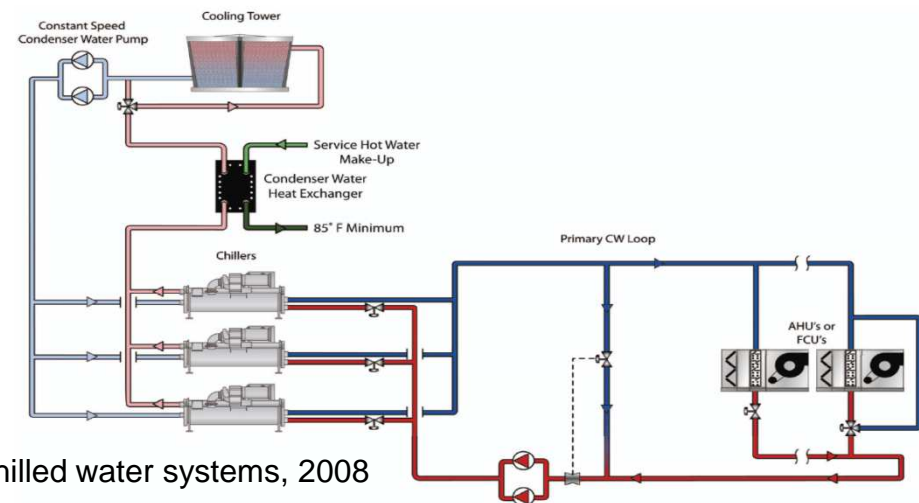 Cooling Tower
Constant Speed
Condenser Water Pump
Service Hot Water
Make-Up
Condenser Water
Heat Exchanger
85° F Minimum
Chillers
Primary CW Loop
AHU's or
FCU's
hilled water systems, 2008